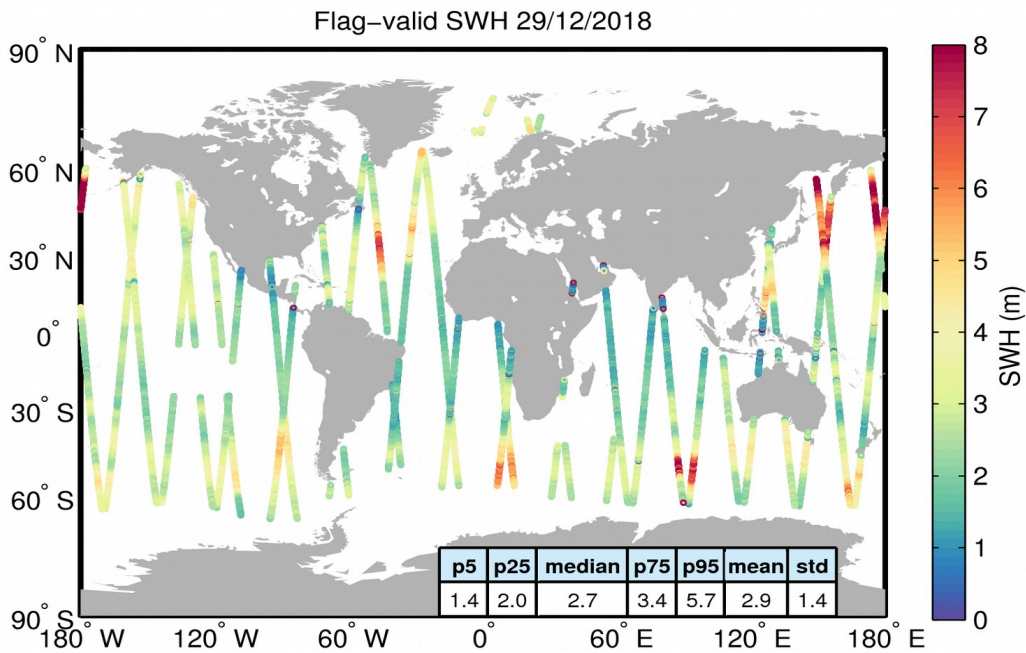 Flag−valid SWH 29/12/2018
90° N
60° N
30° N
0°
30° S
60° S
90° S
180° W
120° W
60° W
0°
60° E
120° E
180° E
p5 p25 median p75 p95 mean std
1.4 2.0 2.7 3.4 5.7 2.9 1.4
8
7
6
5
4
3
2
1
0
SWH (m)